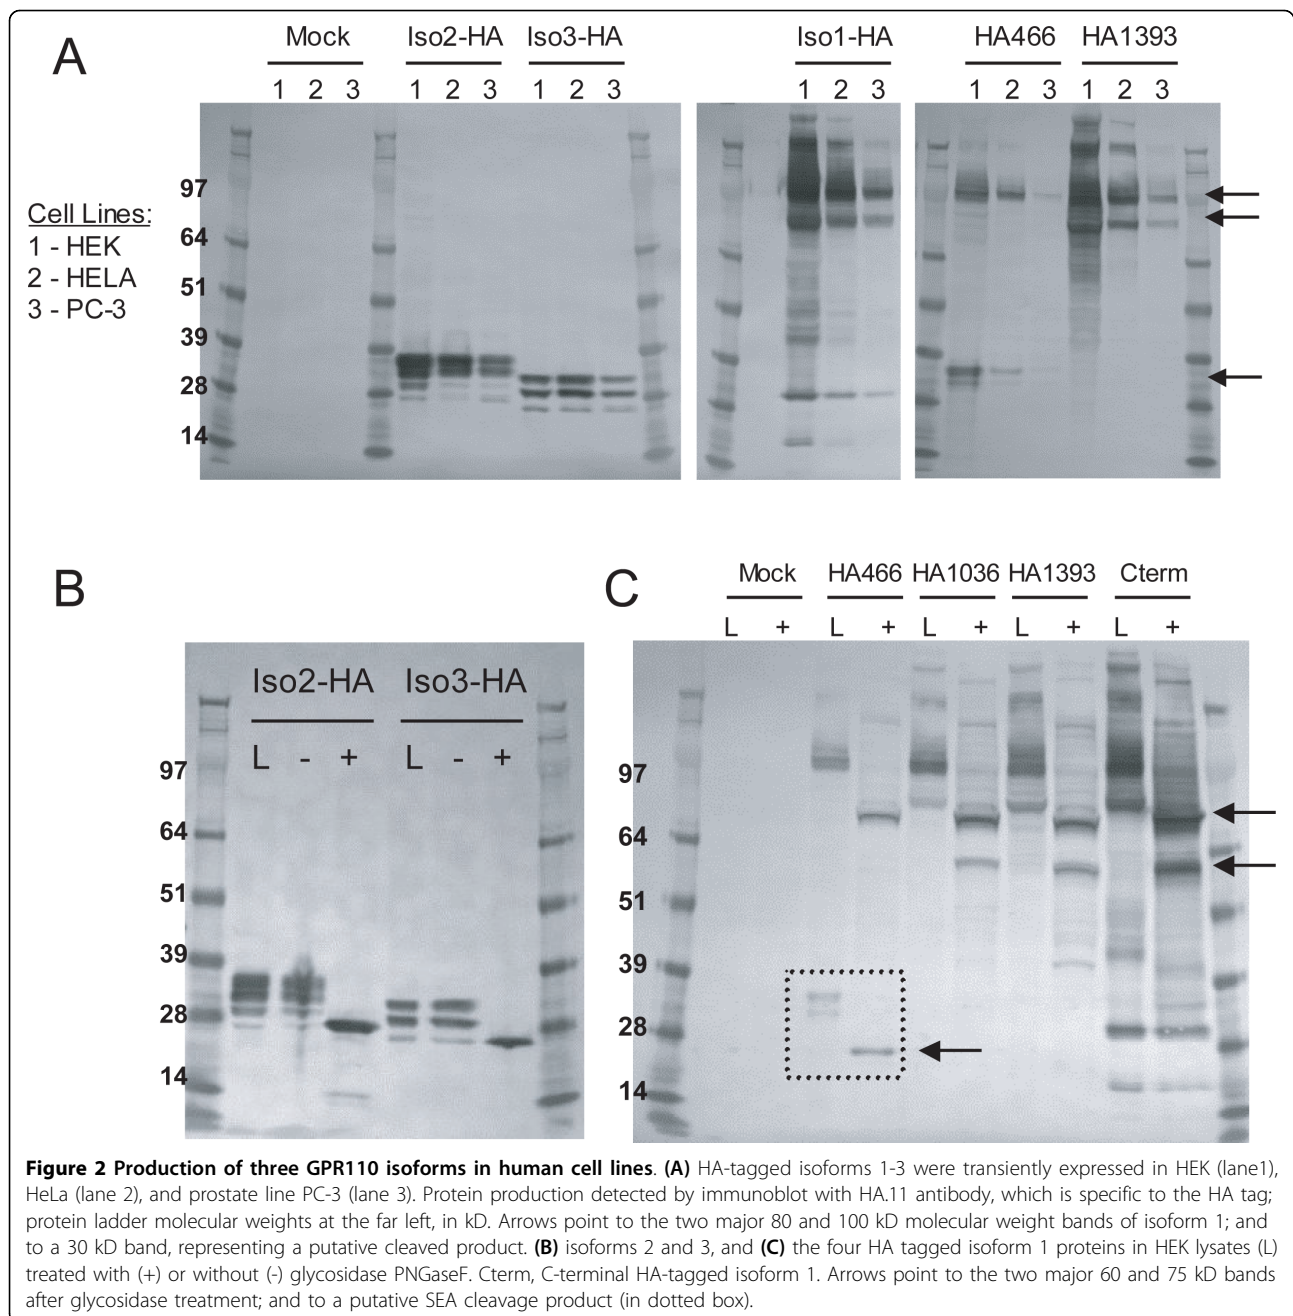 A
Mock Iso2-HA Iso3-HA Iso1-HA HA466 HA1393
1 2 3 1 2 3 1 2 3 1 2 3 1 2 3 1 2 3
Cell Lines:
1 - HEK
2 - HELA
3 - PC-3
97
64
51
39
28
14
B
Iso2-HA Iso3-HA
L - + L - +
97
64
51
39
28
14
C
Mock HA466 HA1036 HA1393 Cterm
L + L + L + L + L +
97
64
51
39
28
14
Figure 2 Production of three GPR110 isoforms in human cell lines. (A) HA-tagged isoforms 1-3 were transiently expressed in HEK (lane1),
HeLa (lane 2), and prostate line PC-3 (lane 3). Protein production detected by immunoblot with HA.11 antibody, which is specific to the HA tag;
protein ladder molecular weights at the far left, in kD. Arrows point to the two major 80 and 100 kD molecular weight bands of isoform 1; and
to a 30 kD band, representing a putative cleaved product. (B) isoforms 2 and 3, and (C) the four HA tagged isoform 1 proteins in HEK lysates (L)
treated with (+) or without (-) glycosidase PNGaseF. Cterm, C-terminal HA-tagged isoform 1. Arrows point to the two major 60 and 75 kD bands
after glycosidase treatment; and to a putative SEA cleavage product (in dotted box).